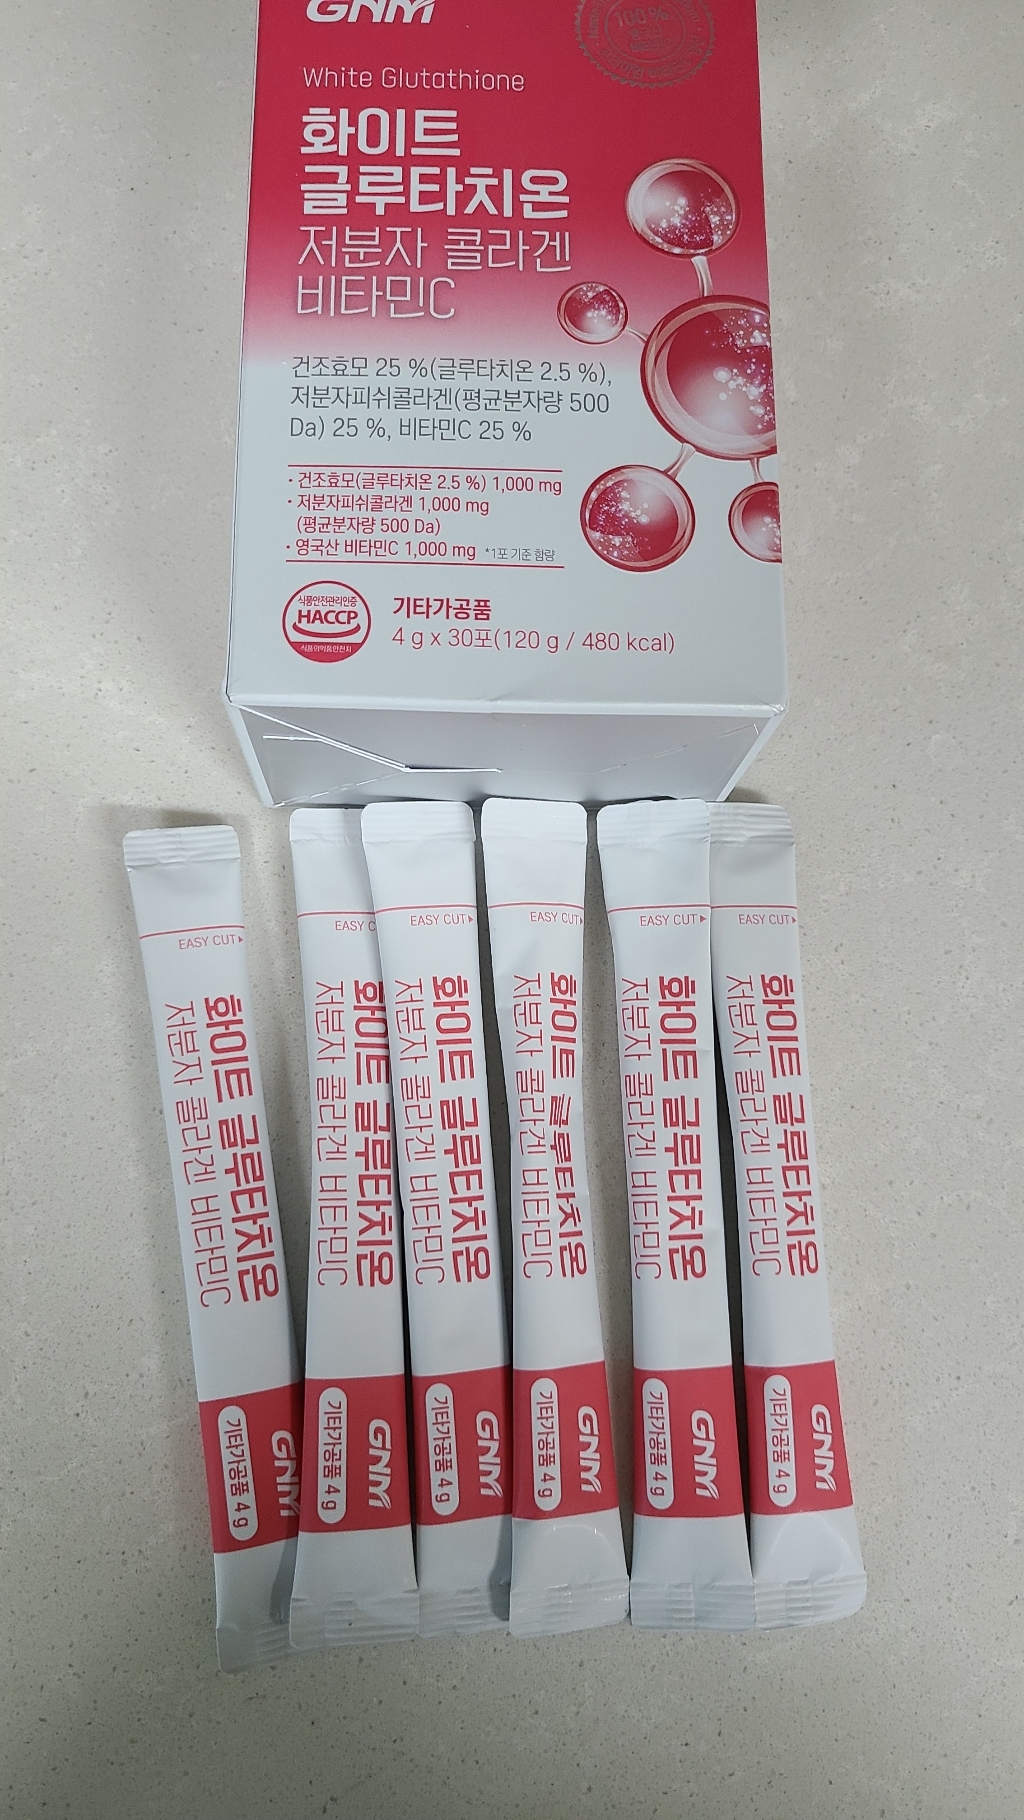 GNM
100%
White Glutathione
화이트
글루타치온
저분자 콜라겐
비타민C
건조효모 25 %(글루타치온 2.5 %),
저분자피쉬콜라겐(평균분자량 500
Da) 25 %, 비타민C 25 %
· 건조효모(글루타치온 2.5 %) 1,000 mg
· 저분자피쉬콜라겐 1,000 mg
(평균분자량 500 Da)
· 영국산 비타민C 1,000 mg *1포 기준 함량
식품안전관리인증
HACCP
식품의약품안전처
기타가공품
4 g x 30포(120 g / 480 kcal)
EASY CUT
화이트 글루타치온
저분자 콜라겐 비타민C
GNM
기타가공품 4 g
EASY C
화이트 글루타치온
저분자 콜라겐 비타민C
GNM
기타가공품 4 g
EASY CUT
화이트 글루타치온
저분자 콜라겐 비타민C
GNM
기타가공품 4 g
EASY CUT
화이트 글루타치온
저분자 콜라겐 비타민C
GNM
기타가공품 4 g
EASY CUT
화이트 글루타치온
저분자 콜라겐 비타민C
GNM
기타가공품 4 g
EASY CUT
화이트 글루타치온
저분자 콜라겐 비타민C
GNM
기타가공품 4 g